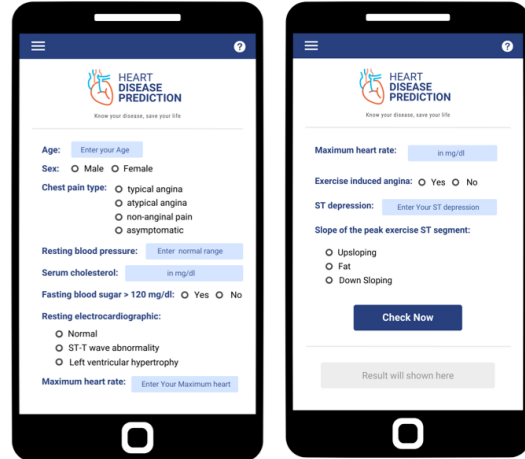 ?
HEART
DISEASE
PREDICTION
Know your disease, save your life
Age: Enter your Age
Sex: Male Female
Chest pain type: typical angina
atypical angina
non-anginal pain
asymptomatic
Resting blood pressure: Enter normal range
Serum cholesterol: in mg/dl
Fasting blood sugar > 120 mg/dl: Yes No
Resting electrocardiographic:
Normal
ST-T wave abnormality
Left ventricular hypertrophy
Maximum heart rate: Enter Your Maximum heart
?
HEART
DISEASE
PREDICTION
Know your disease, save your life
Maximum heart rate: in mg/dl
Exercise induced angina: Yes No
ST depression: Enter Your ST depression
Slope of the peak exercise ST segment:
Upsloping
Fat
Down Sloping
Check Now
Result will shown here